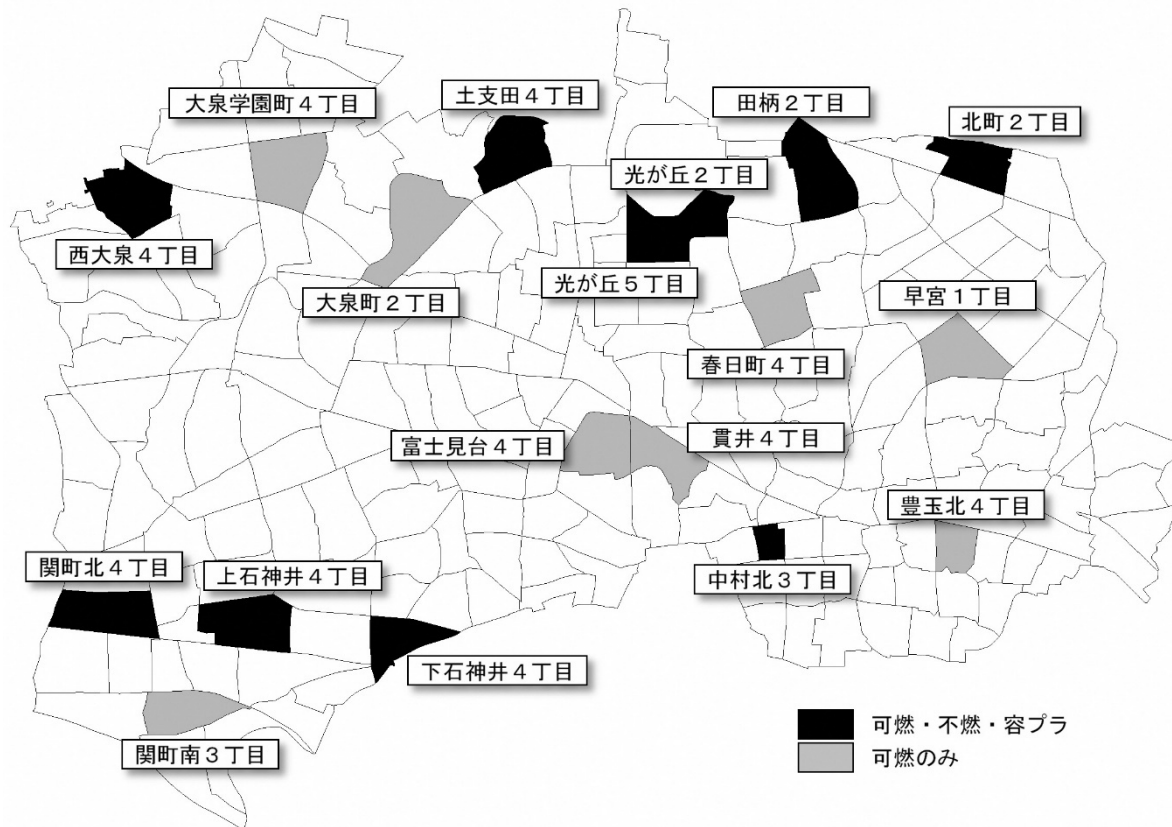 大泉学園町４丁目
土支田４丁目
田柄２丁目
北町２丁目
光が丘２丁目
西大泉４丁目
大泉町２丁目
光が丘５丁目
早宮１丁目
春日町４丁目
富士見台４丁目
貫井４丁目
豊玉北４丁目
関町北４丁目
上石神井４丁目
中村北３丁目
下石神井４丁目
関町南３丁目
可燃・不燃・容プラ
可燃のみ